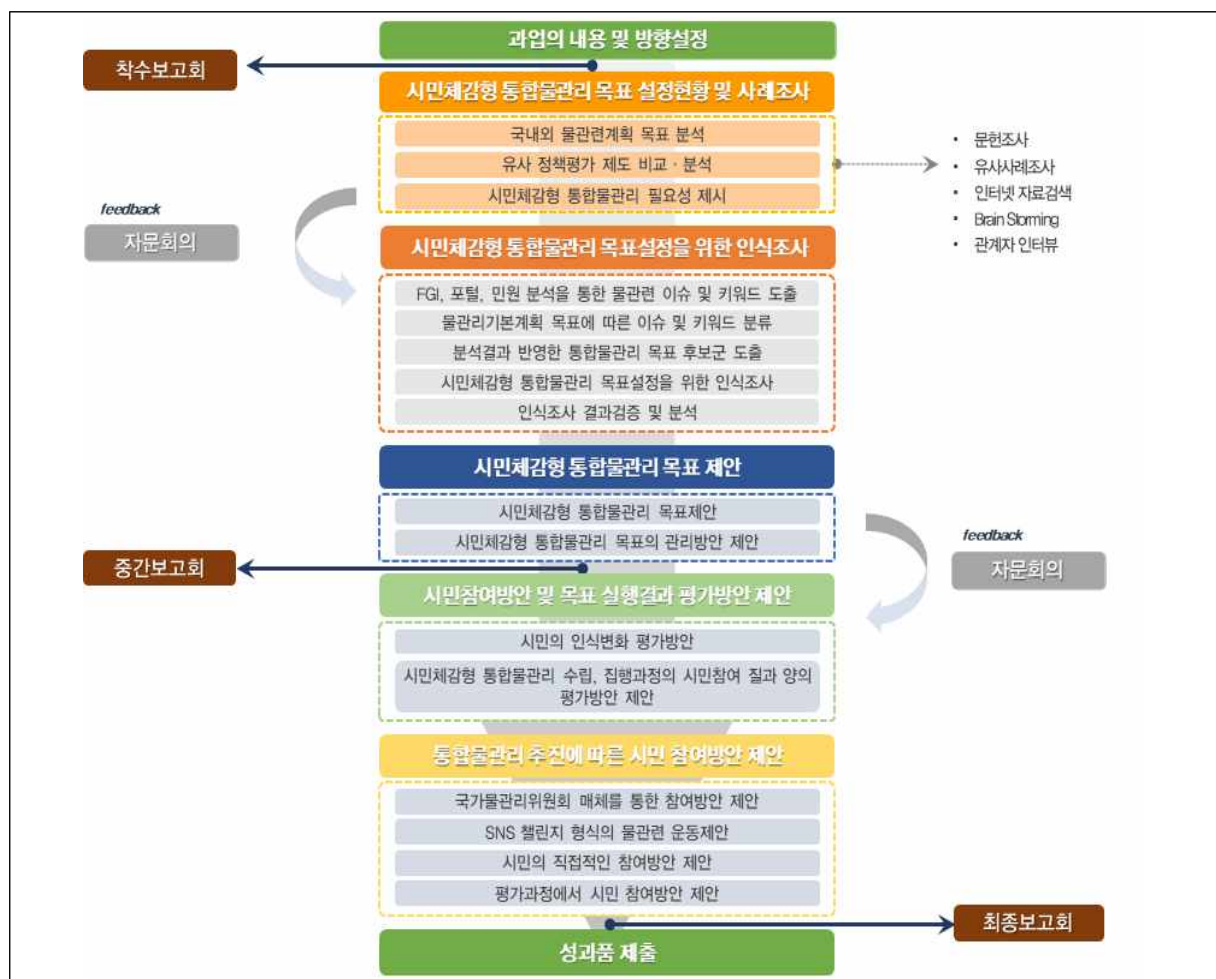 과업의 내용 및 방향설정
착수보고회
시민체감형 통합물관리 목표 설정현황 및 사례조사
국내외 물관련계획 목표 분석
유사 정책평가 제도 비교 · 분석
시민체감형 통합물관리 필요성 제시
• 문헌조사
• 유사사례조사
• 인터넷 자료검색
• Brain Storming
• 관계자 인터뷰
feedback
자문회의
시민체감형 통합물관리 목표설정을 위한 인식조사
FGI, 포털, 민원 분석을 통한 물관련 이슈 및 키워드 도출
물관리기본계획 목표에 따른 이슈 및 키워드 분류
분석결과 반영한 통합물관리 목표 후보군 도출
시민체감형 통합물관리 목표설정을 위한 인식조사
인식조사 결과검증 및 분석
시민체감형 통합물관리 목표 제안
시민체감형 통합물관리 목표제안
시민체감형 통합물관리 목표의 관리방안 제안
feedback
자문회의
중간보고회
시민참여방안 및 목표 실행결과 평가방안 제안
시민의 인식변화 평가방안
시민체감형 통합물관리 수립, 집행과정의 시민참여 질과 양의
평가방안 제안
통합물관리 추진에 따른 시민 참여방안 제안
국가물관리위원회 매체를 통한 참여방안 제안
SNS 챌린지 형식의 물관련 운동제안
시민의 직접적인 참여방안 제안
평가과정에서 시민 참여방안 제안
최종보고회
성과품 제출